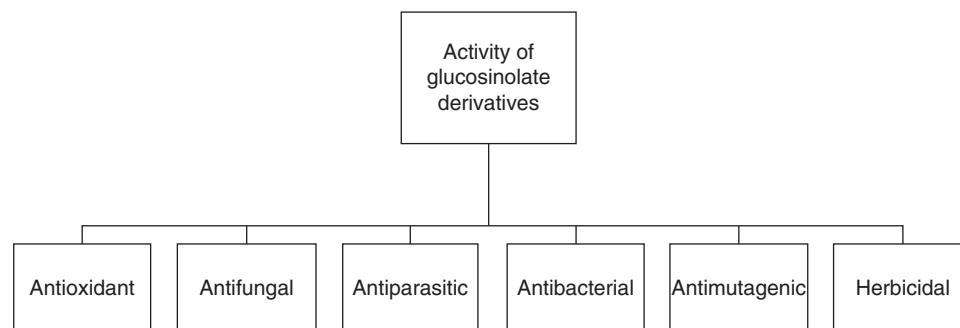 Activity of
glucosinolate
derivatives
Antioxidant
Antifungal
Antiparasitic
Antibacterial
Antimutagenic
Herbicidal